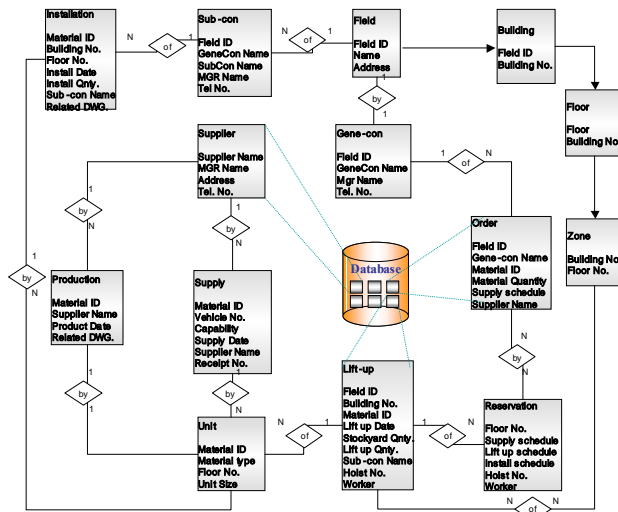 Installation
Material ID
Building No.
Floor No.
Install Date
Install Qnty.
Sub-con Name
Related DWG.
N
of
1
Sub-con
Field ID
GeneCon Name
SubCon Name
MGR Name
Tel No.
N
of
1
Field
Field ID
Name
Address
Building
Field ID
Building No.
1
by
1
Floor
Floor
Building No.
Supplier
Supplier Name
MGR Name
Address
Tel. No.
Gene-con
Field ID
GeneCon Name
Mgr Name
Tel. No.
1
of
N
1
by
N
1
by
N
Order
Field ID
Gene-con Name
Material ID
Material Quantity
Supply schedule
Supplier Name
Zone
Building No.
Floor No.
Database
1
by
N
Production
Material ID
Supplier Name
Product Date
Related DWG.
Supply
Material ID
Vehicle No.
Capability
Supply Date
Supplier Name
Receipt No.
N
by
N
1
by
1
1
by
N
Lift-up
Field ID
Building No.
Material ID
Lift up Date
Stockyard Qnty.
Lift up Qnty.
Sub-con Name
Hoist No.
Worker
Reservation
Floor No.
Supply schedule
Lift up schedule
Install schedule
Hoist No.
Worker
Unit
Material ID
Material type
Floor No.
Unit Size
N
of
1
1
of
N
N
of
N